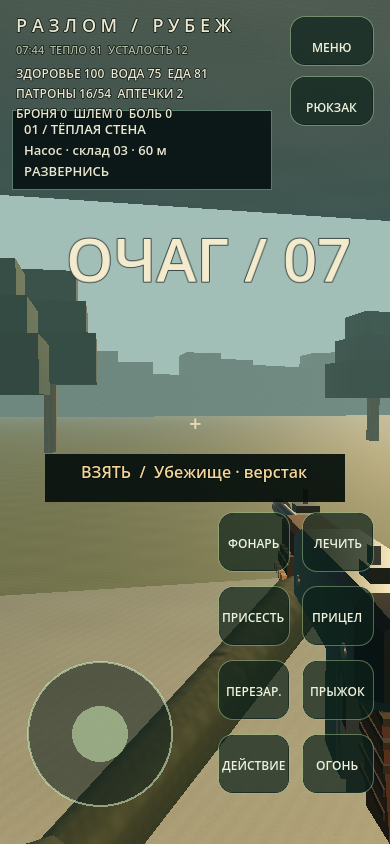 РАЗЛОМ / РУБЕЖ
07:44 ТЕПЛО 81 УСТАЛОСТЬ 12
ЗДОРОВЬЕ 100 ВОДА 75 ЕДА 81
ПАТРОНЫ 16/54 АПТЕЧКИ 2
БРОНЯ 0 ШЛЕМ 0 БОЛЬ 0
МЕНЮ
РЮКЗАК
01 / ТЁПЛАЯ СТЕНА
Насос · склад 03 · 60 м
РАЗВЕРНИСЬ
ОЧАГ / 07
+
ВЗЯТЬ / Убежище · верстак
ФОНАРЬ
ЛЕЧИТЬ
ПРИСЕСТЬ
ПРИЦЕЛ
ПЕРЕЗАР.
ПРЫЖОК
ДЕЙСТВИЕ
ОГОНЬ